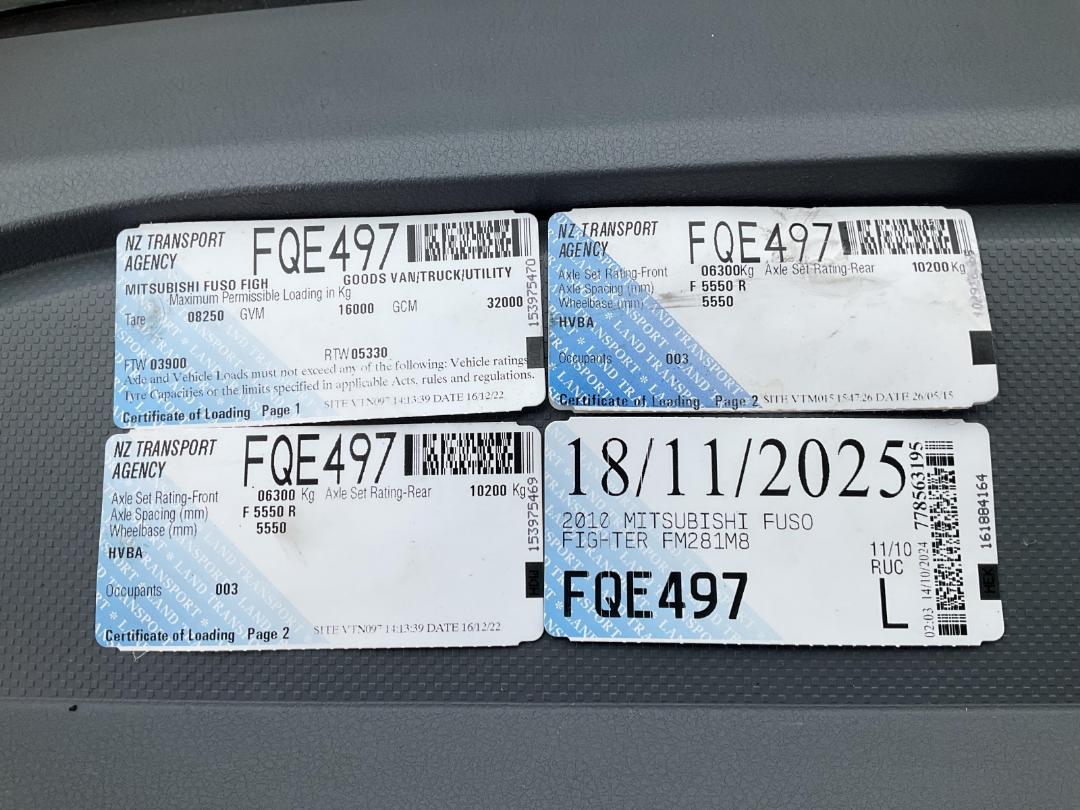 NZ TRANSPORT AGENCY FQE497
MITSUBISHI FUSO FIGH GOODS VAN/TRUCK/UTILITY
Maximum Permissible Loading in Kg
Tare 08250 GVM 16000 GCM 32000
FTW 03900 RTW 05330
Axle and Vehicle Loads must not exceed any of the following: Vehicle ratings
Tyre Capacities or the limits specified in applicable Acts, rules and regulations.
Certificate of Loading Page 1 SITE VTN097 14:13:39 DATE 16/12/22
153975470
NZ TRANSPORT AGENCY FQE497
Axle Set Rating-Front 06300 Kg Axle Set Rating-Rear 10200 Kg
Axle Spacing (mm) F 5550 R
Wheelbase (mm) 5550
HVBA
Occupants 003
Certificate of Loading Page 2 SITE VTM015 15:47:26 DATE 26/05/15
NZ TRANSPORT AGENCY FQE497
Axle Set Rating-Front 06300 Kg Axle Set Rating-Rear 10200 Kg
Axle Spacing (mm) F 5550 R
Wheelbase (mm) 5550
HVBA
Occupants 003
Certificate of Loading Page 2 SITE VTN097 14:13:39 DATE 16/12/22
153975469
18/11/2025
2010 MITSUBISHI FUSO
FIGHTER FM281M8
11/10
RUC
FQE497
L
02:03 14/10/2024 778563195
161884164